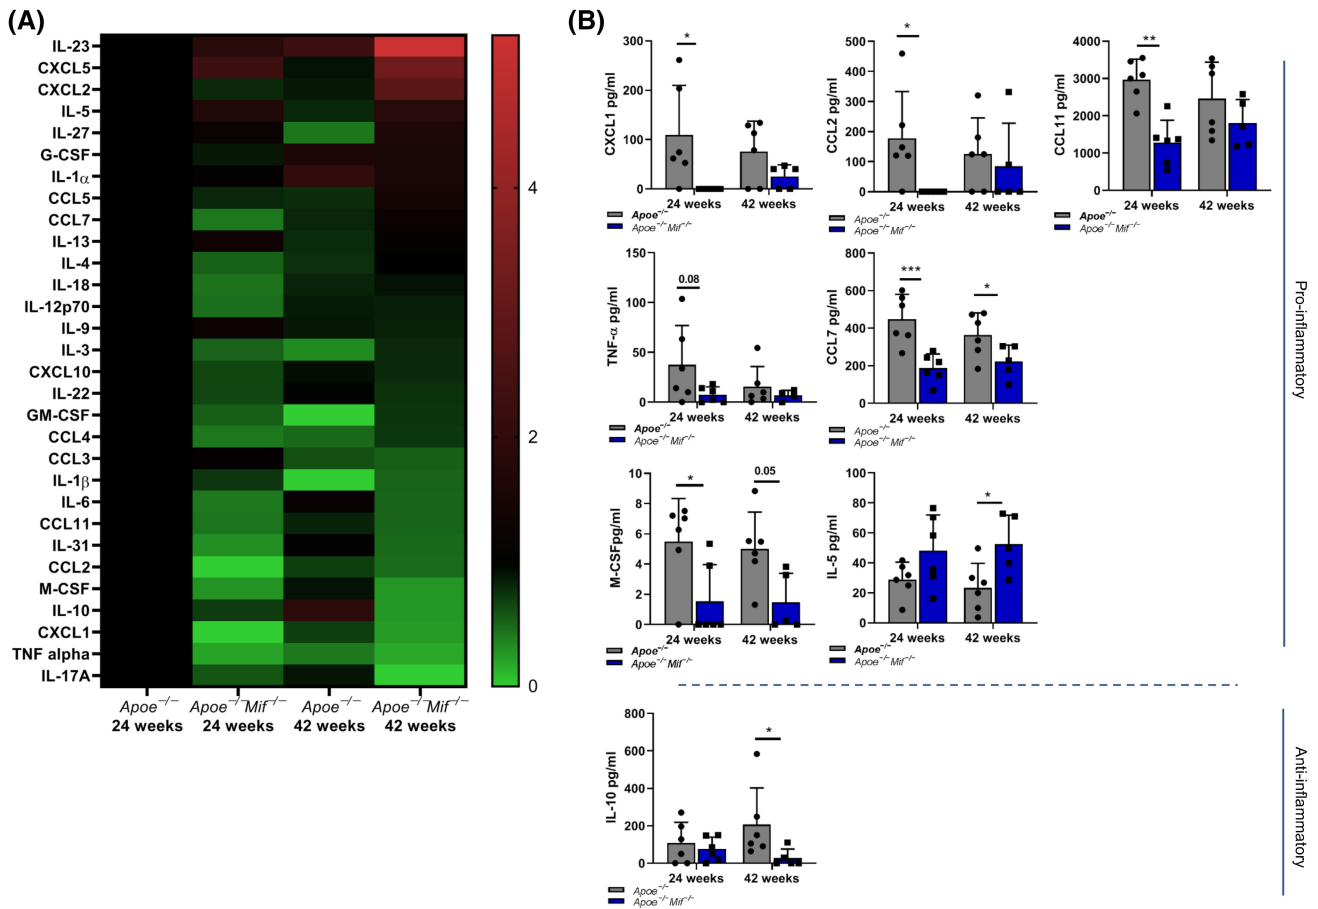 (A)
IL-23
CXCL5
CXCL2
IL-5
IL-27
G-CSF
IL-1α
CCL5
CCL7
IL-13
IL-4
IL-18
IL-12p70
IL-9
IL-3
CXCL10
IL-22
GM-CSF
CCL4
CCL3
IL-1β
IL-6
CCL11
IL-31
CCL2
M-CSF
IL-10
CXCL1
TNF alpha
IL-17A
Apoe⁻/⁻ Apoe⁻/⁻Mif⁻/⁻ Apoe⁻/⁻ Apoe⁻/⁻Mif⁻/⁻
24 weeks 24 weeks 42 weeks 42 weeks
4
2
0
(B)
CXCL1 pg/ml
300
200
100
0
*
24 weeks 42 weeks
Apoe⁻/⁻
Apoe⁻/⁻Mif⁻/⁻
CCL2 pg/ml
500
400
300
200
100
0
*
24 weeks 42 weeks
Apoe⁻/⁻
Apoe⁻/⁻Mif⁻/⁻
CCL11 pg/ml
4000
3000
2000
1000
0
**
24 weeks 42 weeks
Apoe⁻/⁻
Apoe⁻/⁻Mif⁻/⁻
TNF-α pg/ml
150
100
50
0
0.08
24 weeks 42 weeks
Apoe⁻/⁻
Apoe⁻/⁻Mif⁻/⁻
CCL7 pg/ml
800
600
400
200
0
***
*
24 weeks 42 weeks
Apoe⁻/⁻
Apoe⁻/⁻Mif⁻/⁻
M-CSFpg/ml
10
8
6
4
2
0
*
0.05
24 weeks 42 weeks
Apoe⁻/⁻
Apoe⁻/⁻Mif⁻/⁻
IL-5 pg/ml
100
80
60
40
20
0
*
24 weeks 42 weeks
Apoe⁻/⁻
Apoe⁻/⁻Mif⁻/⁻
Pro-inflammatory
IL-10 pg/ml
800
600
400
200
0
*
24 weeks 42 weeks
Apoe⁻/⁻
Apoe⁻/⁻Mif⁻/⁻
Anti-inflammatory